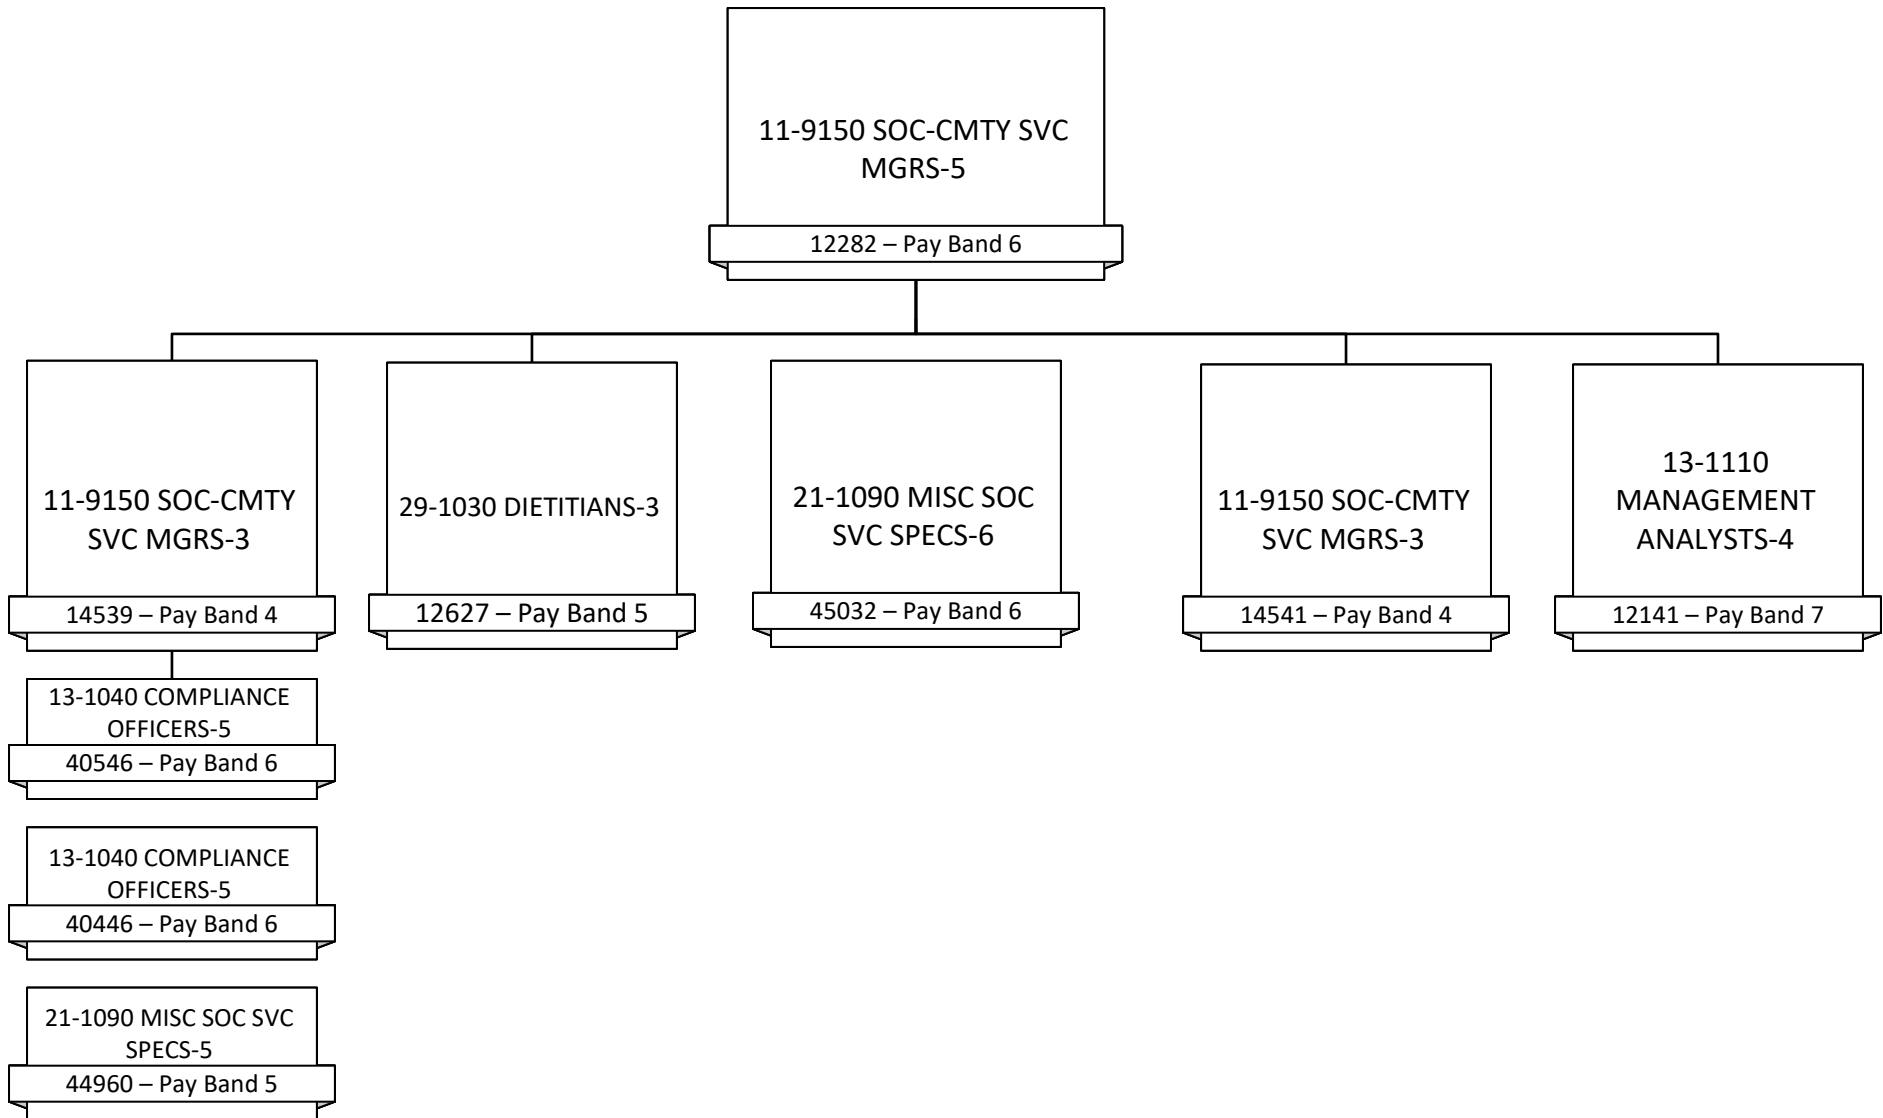 11-9150 SOC-CMTY SVC
MGRS-5
12282 – Pay Band 6
11-9150 SOC-CMTY
SVC MGRS-3
14539 – Pay Band 4
29-1030 DIETITIANS-3
12627 – Pay Band 5
21-1090 MISC SOC
SVC SPECS-6
45032 – Pay Band 6
11-9150 SOC-CMTY
SVC MGRS-3
14541 – Pay Band 4
13-1110
MANAGEMENT
ANALYSTS-4
12141 – Pay Band 7
13-1040 COMPLIANCE
OFFICERS-5
40546 – Pay Band 6
13-1040 COMPLIANCE
OFFICERS-5
40446 – Pay Band 6
21-1090 MISC SOC SVC
SPECS-5
44960 – Pay Band 5